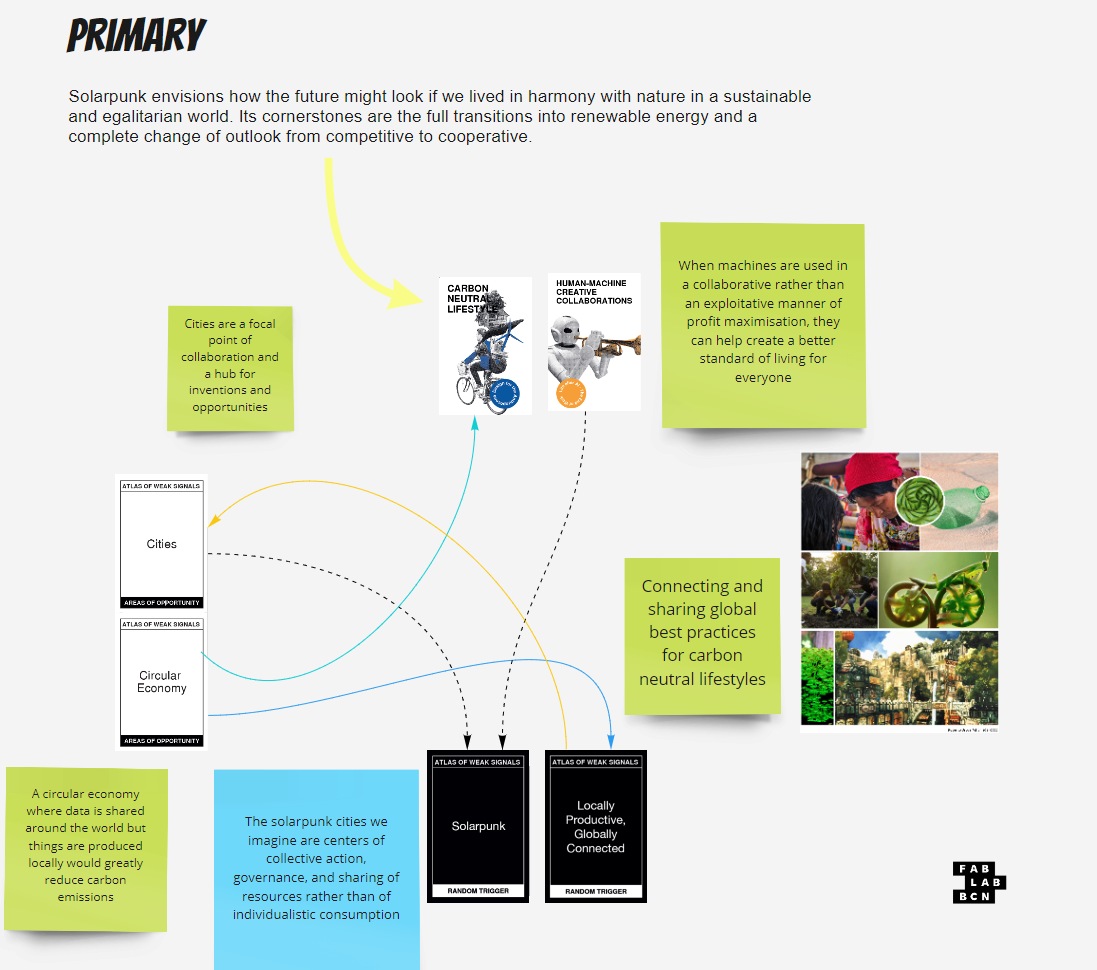 PRIMARY
Solarpunk envisions how the future might look if we lived in harmony with nature in a sustainable
and egalitarian world. Its cornerstones are the full transitions into renewable energy and a
complete change of outlook from competitive to cooperative.
CARBON
NEUTRAL
LIFESTYLE
HUMAN-MACHINE
CREATIVE
COLLABORATIONS
When machines are used in
a collaborative rather than
an exploitative manner of
profit maximisation, they
can help create a better
standard of living for
everyone
Cities are a focal
point of
collaboration and
a hub for
inventions and
opportunities
ATLAS OF WEAK SIGNALS
Cities
AREAS OF OPPORTUNITY
ATLAS OF WEAK SIGNALS
Circular
Economy
AREAS OF OPPORTUNITY
Connecting and
sharing global
best practices
for carbon
neutral lifestyles
A circular economy
where data is shared
around the world but
things are produced
locally would greatly
reduce carbon
emissions
The solarpunk cities we
imagine are centers of
collective action,
governance, and sharing of
resources rather than of
individualistic consumption
ATLAS OF WEAK SIGNALS
Solarpunk
RANDOM TRIGGER
ATLAS OF WEAK SIGNALS
Locally
Productive,
Globally
Connected
RANDOM TRIGGER
FAB
LAB
BCN